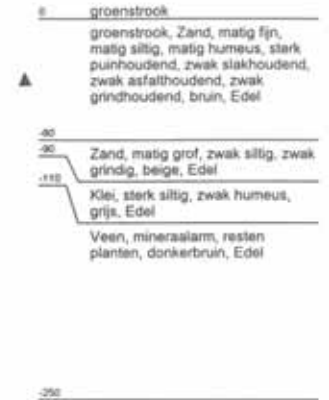 0 groenstrook
groenstrook, Zand, matig fijn,
matig siltig, matig humeus, sterk
puinhoudend, zwak slakhoudend,
zwak asfalthoudend, zwak
grindhoudend, bruin, Edel
-80
-90
Zand, matig grof, zwak siltig, zwak
grindig, beige, Edel
-110
Klei, sterk siltig, zwak humeus,
grijs, Edel
Veen, mineraalarm, resten
planten, donkerbruin, Edel
-250